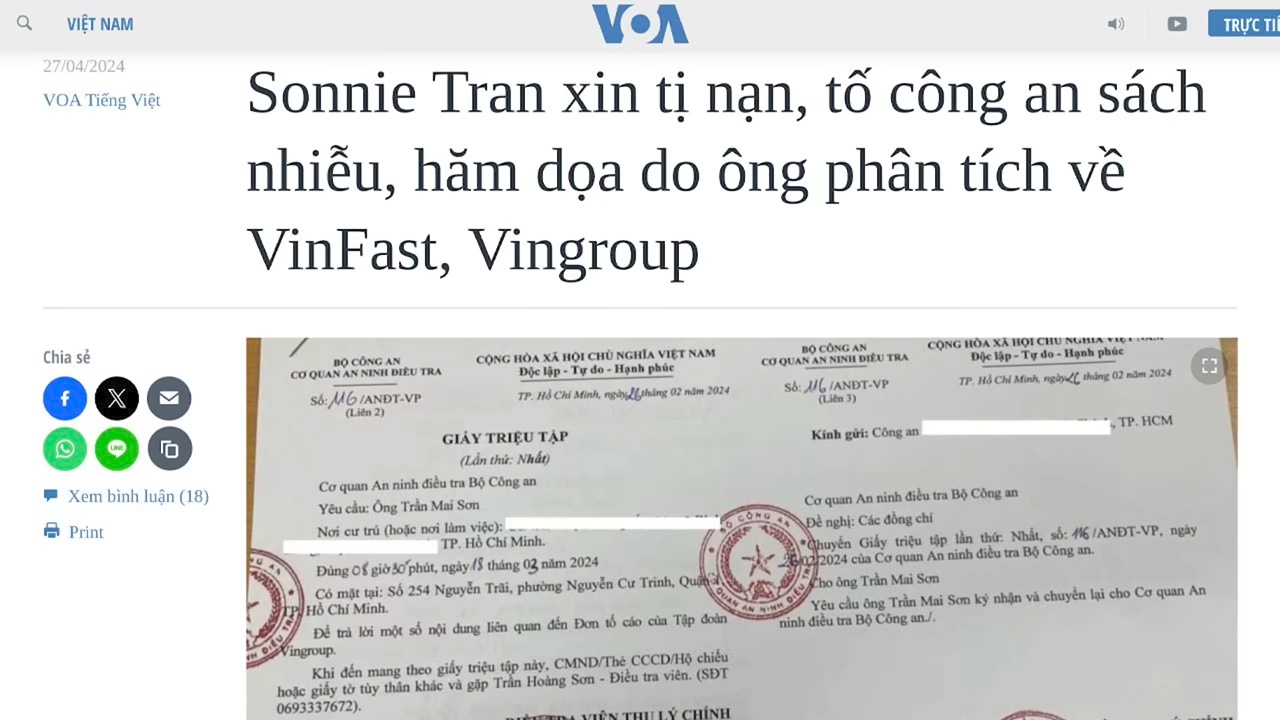 VIỆT NAM
VOA
TRỰC TIẾ
27/04/2024
VOA Tiếng Việt
Sonnie Tran xin tị nạn, tố công an sách
nhiễu, hăm dọa do ông phân tích về
VinFast, Vingroup
Chia sẻ
LINE
Xem bình luận (18)
Print
BỘ CÔNG AN
CƠ QUAN AN NINH ĐIỀU TRA
Số: 116/ANĐT-VP
(Liên 2)
CỘNG HÒA XÃ HỘI CHỦ NGHĨA VIỆT NAM
Độc lập - Tự do - Hạnh phúc
TP. Hồ Chí Minh, ngày 26 tháng 02 năm 2024
GIẤY TRIỆU TẬP
(Lần thứ: Nhất)
Cơ quan An ninh điều tra Bộ Công an
Yêu cầu: Ông Trần Mai Sơn
Nơi cư trú (hoặc nơi làm việc):
TP. Hồ Chí Minh.
Đúng 08 giờ 30 phút, ngày 18 tháng 03 năm 2024
Có mặt tại: Số 254 Nguyễn Trãi, phường Nguyễn Cư Trinh, Quận
TP. Hồ Chí Minh.
Để trả lời một số nội dung liên quan đến Đơn tố cáo của Tập đoàn
Vingroup.
Khi đến mang theo giấy triệu tập này, CMND/Thẻ CCCD/Hộ chiếu
hoặc giấy tờ tùy thân khác và gặp Trần Hoàng Sơn - Điều tra viên. (SĐT
0693337672).
ĐIỀU TRA VIÊN THỤ LÝ CHÍNH
BỘ CÔNG AN
CƠ QUAN AN NINH ĐIỀU TRA
Số: 116/ANĐT-VP
(Liên 3)
CỘNG HÒA XÃ HỘI CHỦ NGHĨA VIỆT NAM
Độc lập - Tự do - Hạnh phúc
TP. Hồ Chí Minh, ngày 26 tháng 02 năm 2024
Kính gửi: Công an
, TP. HCM
Cơ quan An ninh điều tra Bộ Công an
Đề nghị: Các đồng chí
Chuyển Giấy triệu tập lần thứ: Nhất, số: 116/ANĐT-VP, ngày
26/02/2024 của Cơ quan An ninh điều tra Bộ Công an.
Cho ông Trần Mai Sơn
Yêu cầu ông Trần Mai Sơn ký nhận và chuyển lại cho Cơ quan An
ninh điều tra Bộ Công an./.
BỘ CÔNG AN